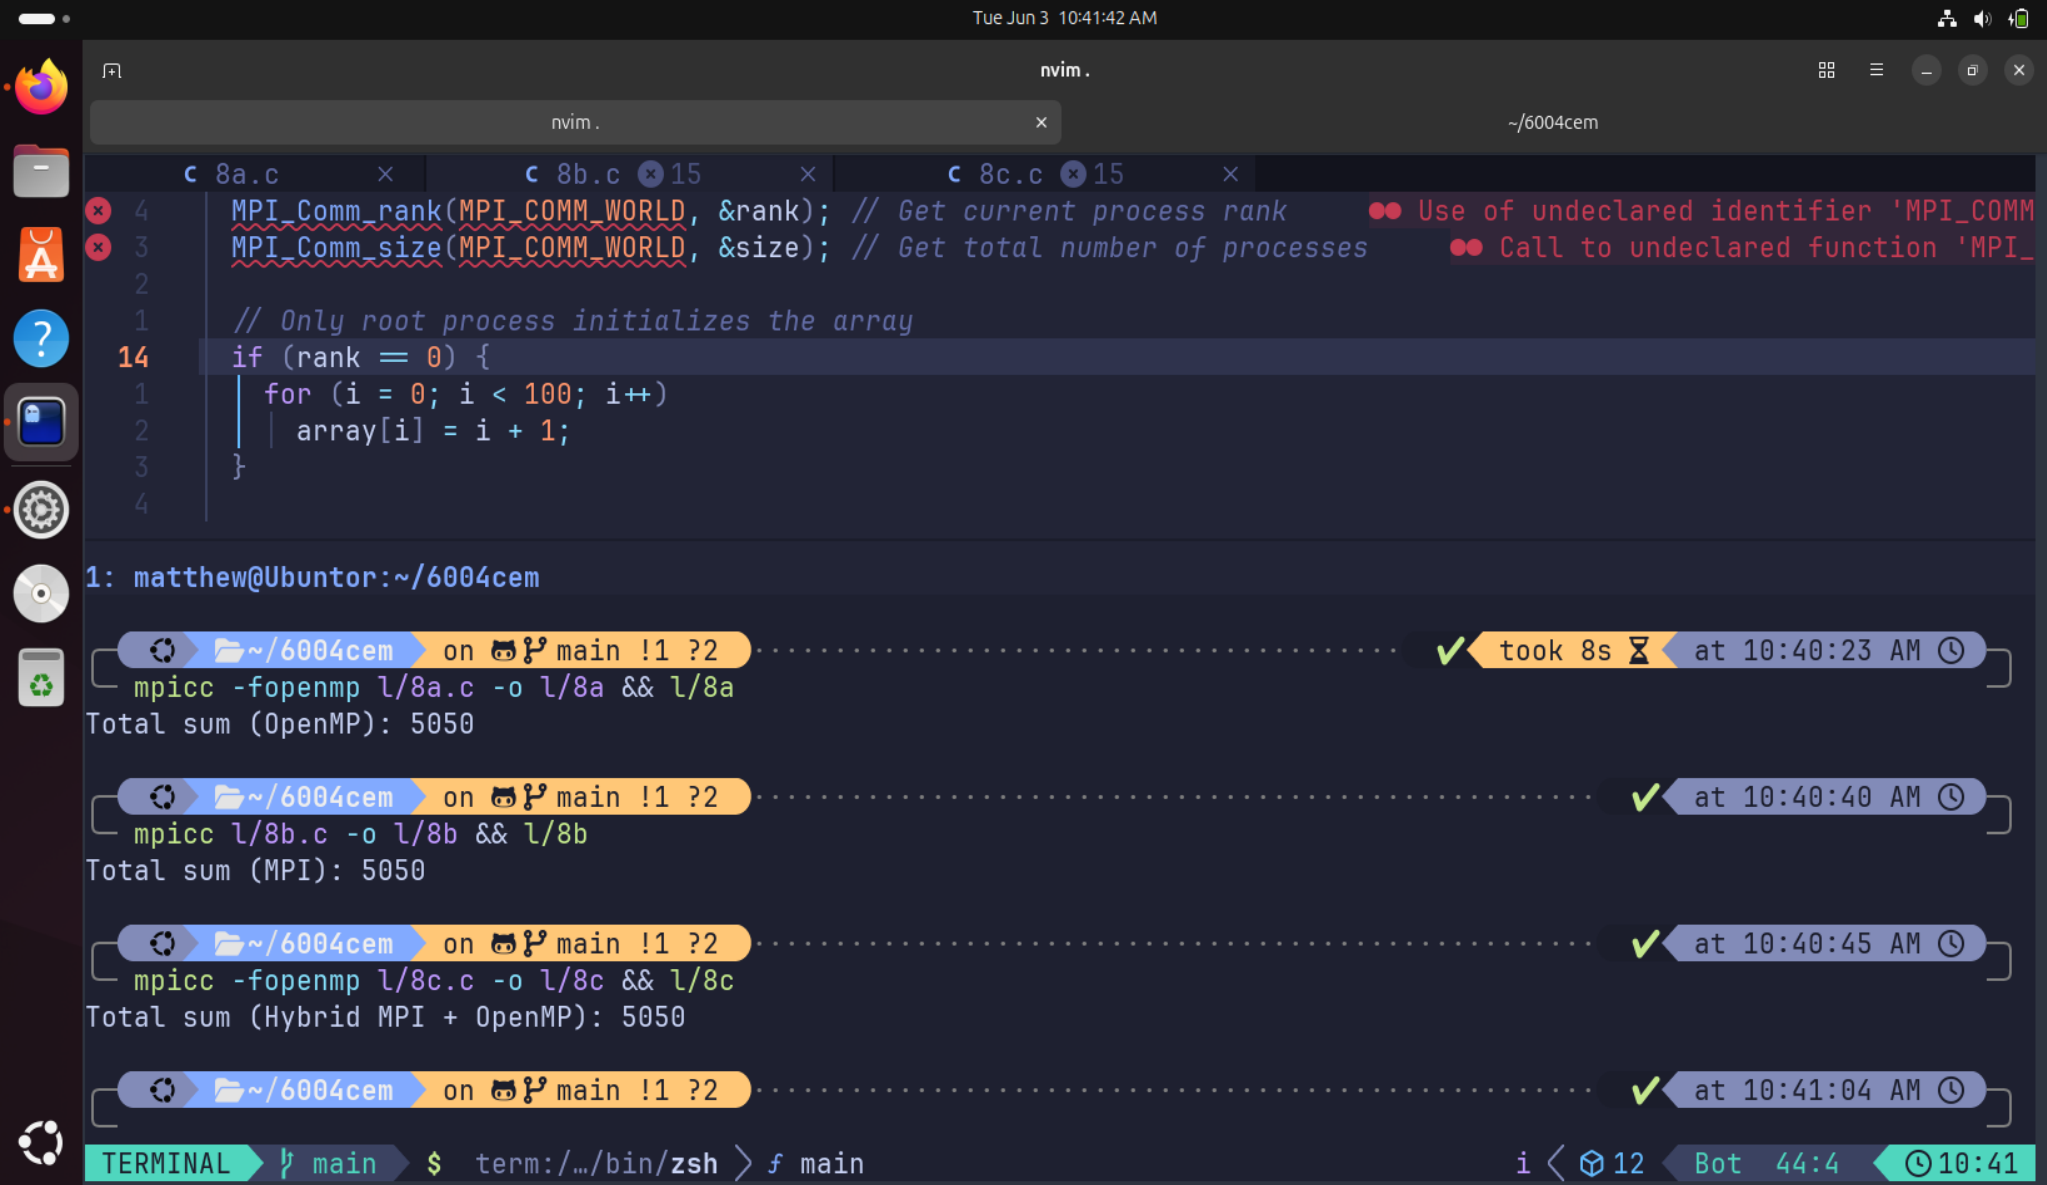 Tue Jun 3 10:41:42 AM
nvim .
nvim .
~/6004cem
C 8a.c
C 8b.c 15
C 8c.c 15
4 MPI_Comm_rank(MPI_COMM_WORLD, &rank); // Get current process rank Use of undeclared identifier 'MPI_COMM
3 MPI_Comm_size(MPI_COMM_WORLD, &size); // Get total number of processes Call to undeclared function 'MPI_
2
1 // Only root process initializes the array
14 if (rank == 0) {
1 for (i = 0; i < 100; i++)
2 array[i] = i + 1;
3 }
4
1: matthew@Ubuntor:~/6004cem
~/6004cem on main !1 ?2 took 8s at 10:40:23 AM
mpicc -fopenmp l/8a.c -o l/8a && l/8a
Total sum (OpenMP): 5050
~/6004cem on main !1 ?2 at 10:40:40 AM
mpicc l/8b.c -o l/8b && l/8b
Total sum (MPI): 5050
~/6004cem on main !1 ?2 at 10:40:45 AM
mpicc -fopenmp l/8c.c -o l/8c && l/8c
Total sum (Hybrid MPI + OpenMP): 5050
~/6004cem on main !1 ?2 at 10:41:04 AM
TERMINAL main $ term:/…/bin/zsh f main i 12 Bot 44:4 10:41